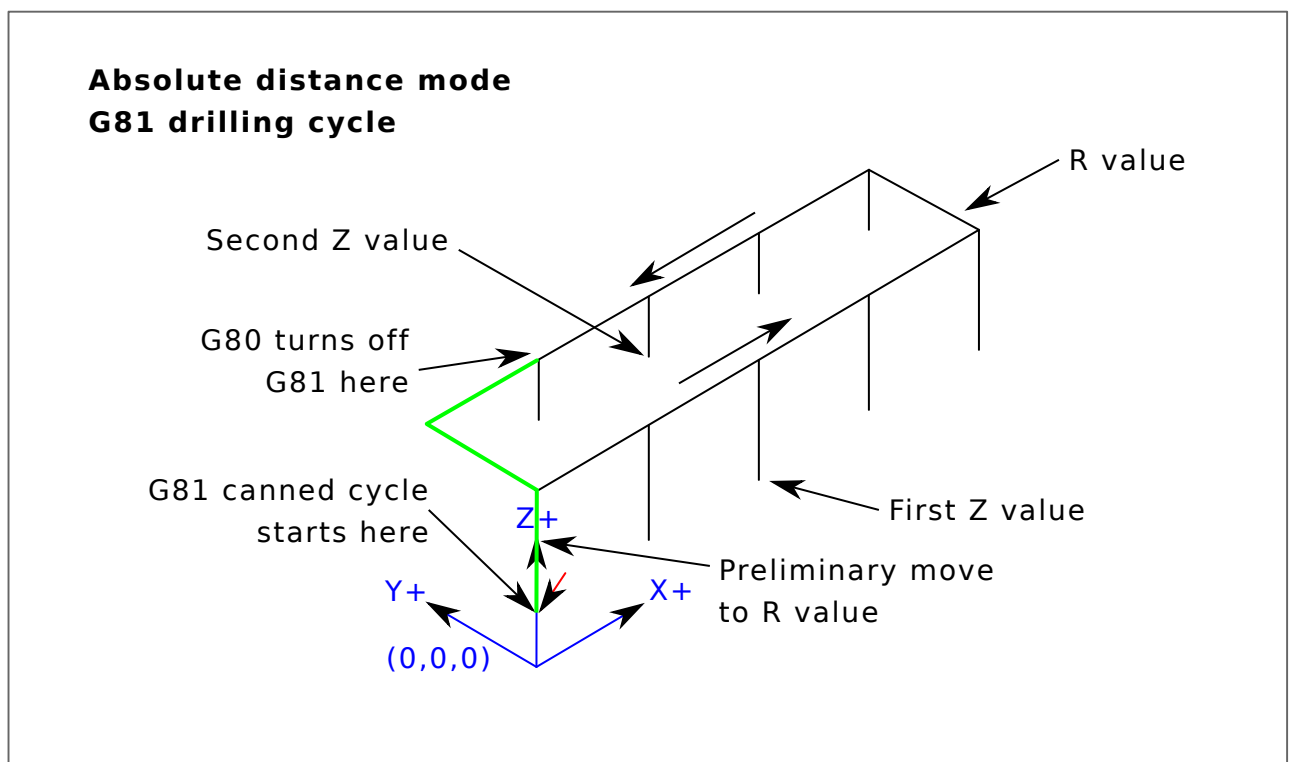 Absolute distance mode
G81 drilling cycle
R value
Second Z value
G80 turns off
G81 here
G81 canned cycle
starts here
Z+
First Z value
Preliminary move
to R value
Y+
X+
(0,0,0)